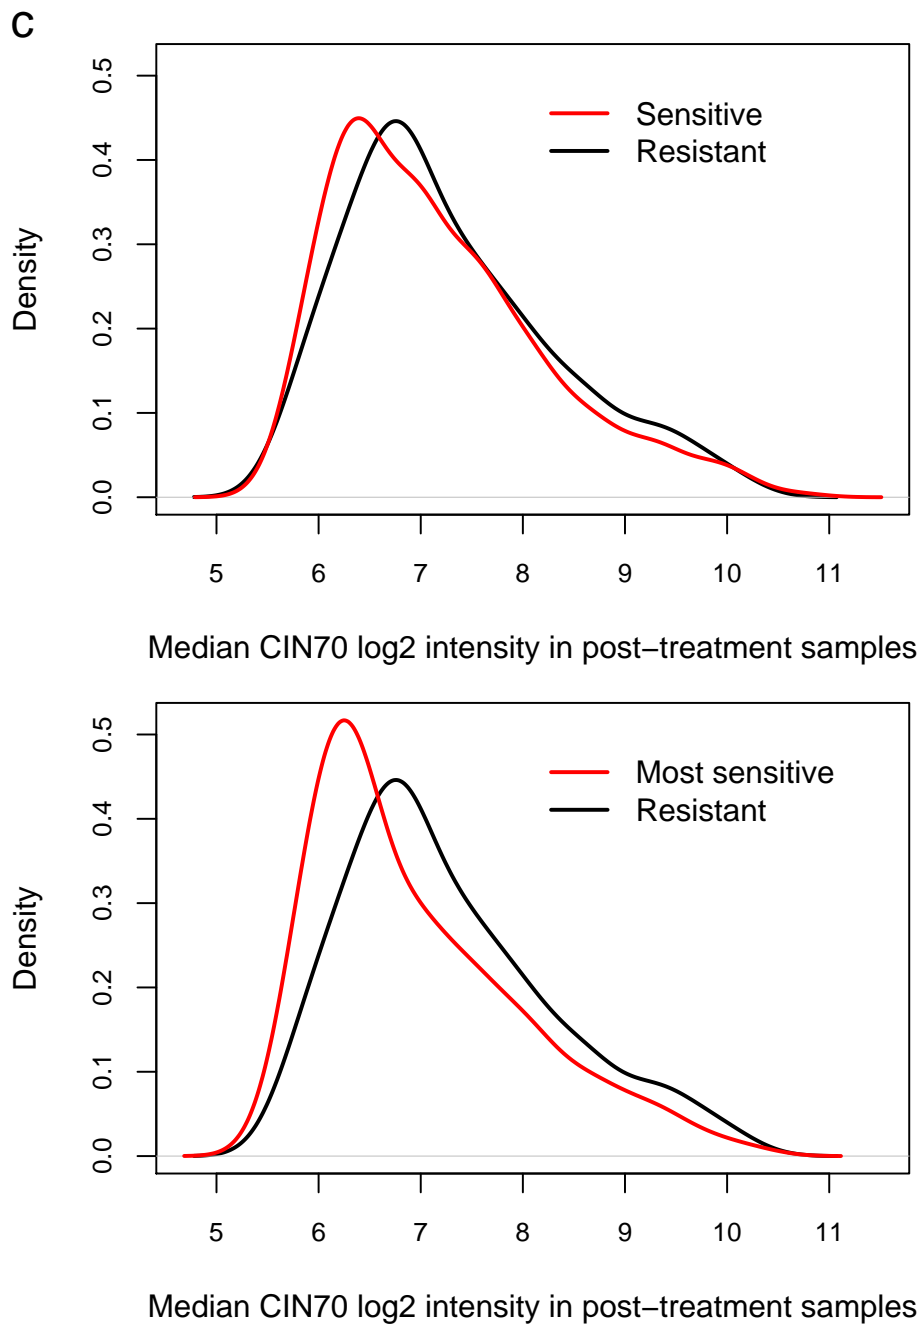 C
Density
0.0 0.1 0.2 0.3 0.4 0.5
Sensitive
Resistant
5 6 7 8 9 10 11
Median CIN70 log2 intensity in post−treatment samples
Density
0.0 0.1 0.2 0.3 0.4 0.5
Most sensitive
Resistant
5 6 7 8 9 10 11
Median CIN70 log2 intensity in post−treatment samples